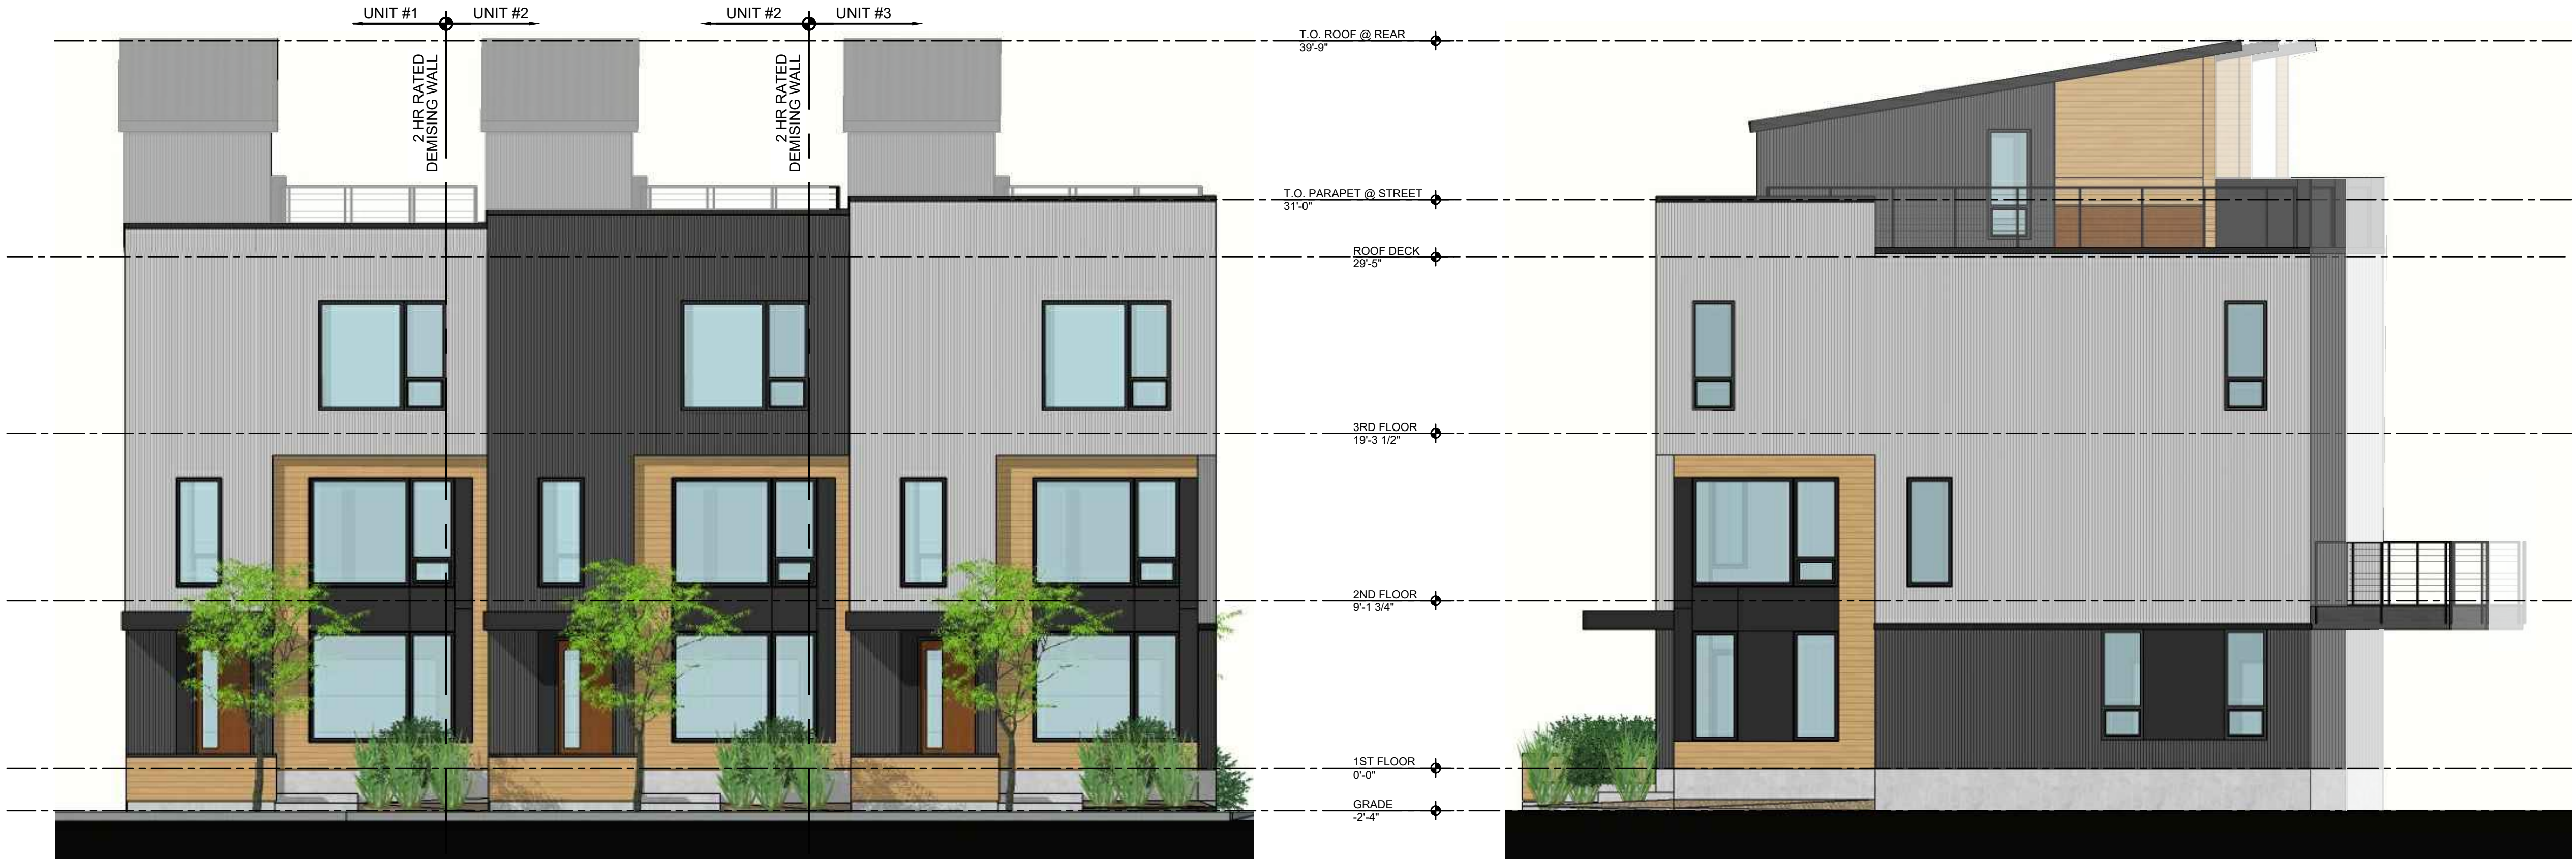 UNIT #1
UNIT #2
UNIT #2
UNIT #3
2 HR RATED
DEMISING WALL
2 HR RATED
DEMISING WALL
T.O. ROOF @ REAR
39'-9"
T.O. PARAPET @ STREET
31'-0"
ROOF DECK
29'-5"
3RD FLOOR
19'-3 1/2"
2ND FLOOR
9'-1 3/4"
1ST FLOOR
0'-0"
GRADE
-2'-4"